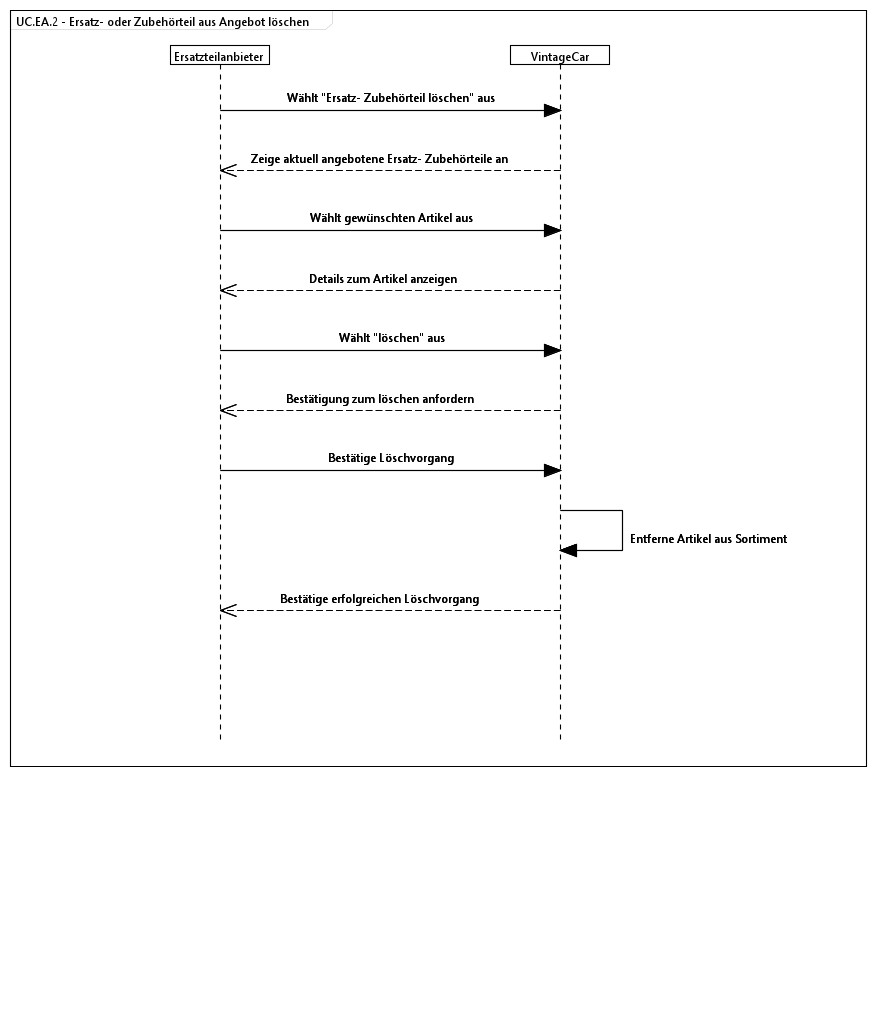 UC.EA.2 - Ersatz- oder Zubehörteil aus Angebot löschen
Ersatzteilanbieter
VintageCar
Wählt "Ersatz- Zubehörteil löschen" aus
Zeige aktuell angebotene Ersatz- Zubehörteile an
Wählt gewünschten Artikel aus
Details zum Artikel anzeigen
Wählt "löschen" aus
Bestätigung zum löschen anfordern
Bestätige Löschvorgang
Entferne Artikel aus Sortiment
Bestätige erfolgreichen Löschvorgang